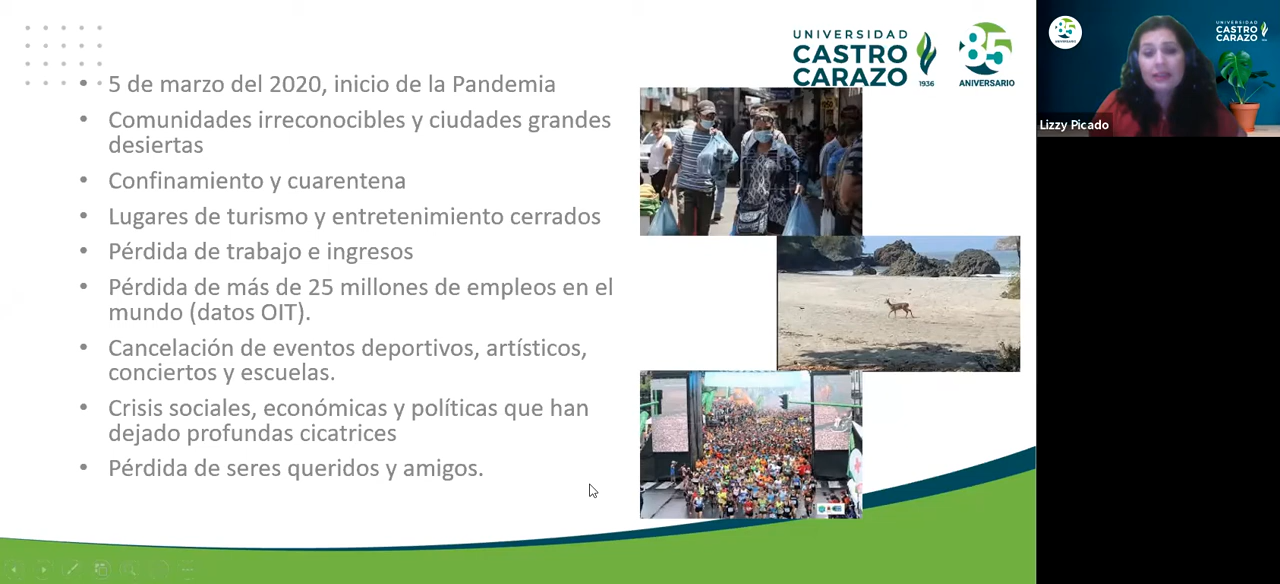 • 5 de marzo del 2020, inicio de la Pandemia
• Comunidades irreconocibles y ciudades grandes
desiertas
• Confinamiento y cuarentena
• Lugares de turismo y entretenimiento cerrados
• Pérdida de trabajo e ingresos
• Pérdida de más de 25 millones de empleos en el
mundo (datos OIT).
• Cancelación de eventos deportivos, artísticos,
conciertos y escuelas.
• Crisis sociales, económicas y políticas que han
dejado profundas cicatrices
• Pérdida de seres queridos y amigos.
UNIVERSIDAD
CASTRO
CARAZO
1936
85
ANIVERSARIO
85
ANIVERSARIO
UNIVERSIDAD
CASTRO
CARAZO
Lizzy Picado